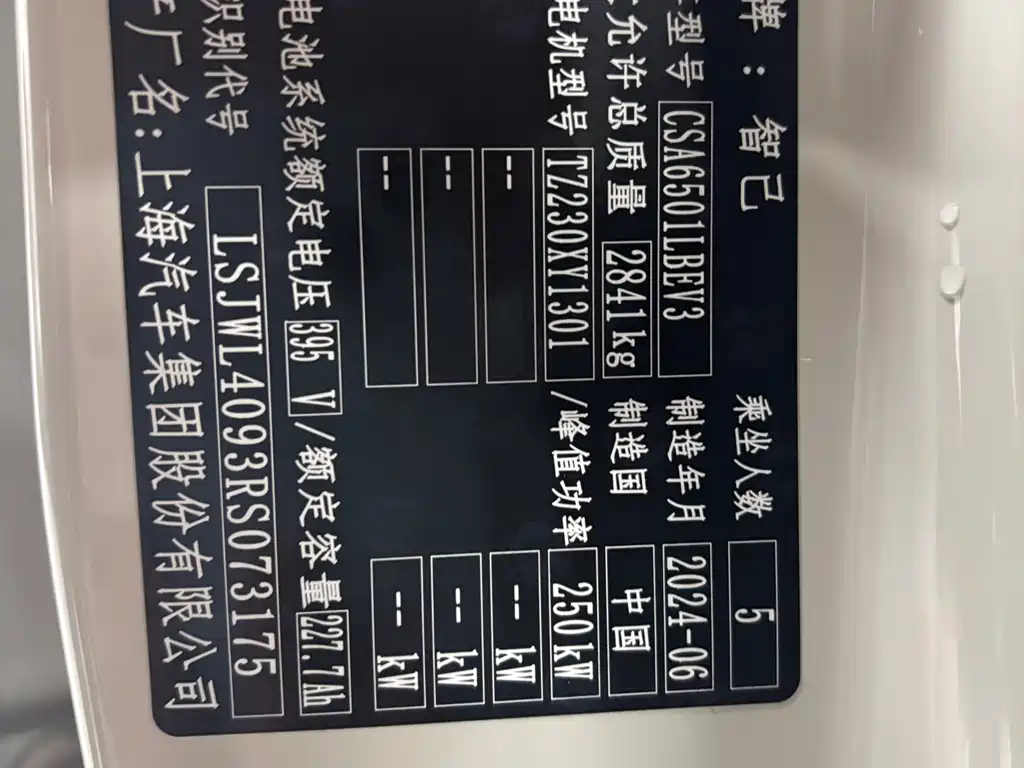 牌：智己 乘坐人数 5
型号 CSA6501LBEV3 制造年月 2024-06
允许总质量 2841kg 制造国 中国
电机型号 TZ230XY1301 /峰值功率 250kW
-- -- kW
-- -- kW
-- -- kW
电池系统额定电压 395 V/额定容量 227.7Ah
识别代号 LSJWL4093RS073175
厂名：上海汽车集团股份有限公司